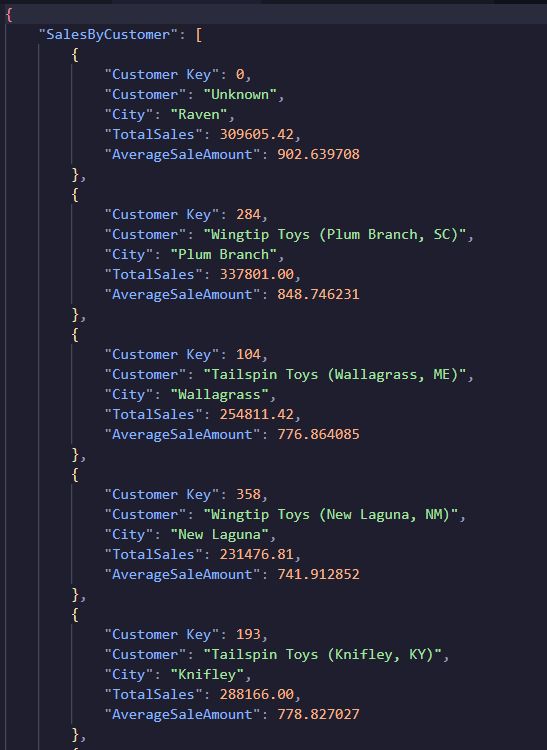 {
"SalesByCustomer": [
{
"Customer Key": 0,
"Customer": "Unknown",
"City": "Raven",
"TotalSales": 309605.42,
"AverageSaleAmount": 902.639708
},
{
"Customer Key": 284,
"Customer": "Wingtip Toys (Plum Branch, SC)",
"City": "Plum Branch",
"TotalSales": 337801.00,
"AverageSaleAmount": 848.746231
},
{
"Customer Key": 104,
"Customer": "Tailspin Toys (Wallagrass, ME)",
"City": "Wallagrass",
"TotalSales": 254811.42,
"AverageSaleAmount": 776.864085
},
{
"Customer Key": 358,
"Customer": "Wingtip Toys (New Laguna, NM)",
"City": "New Laguna",
"TotalSales": 231476.81,
"AverageSaleAmount": 741.912852
},
{
"Customer Key": 193,
"Customer": "Tailspin Toys (Knifley, KY)",
"City": "Knifley",
"TotalSales": 288166.00,
"AverageSaleAmount": 778.827027
},